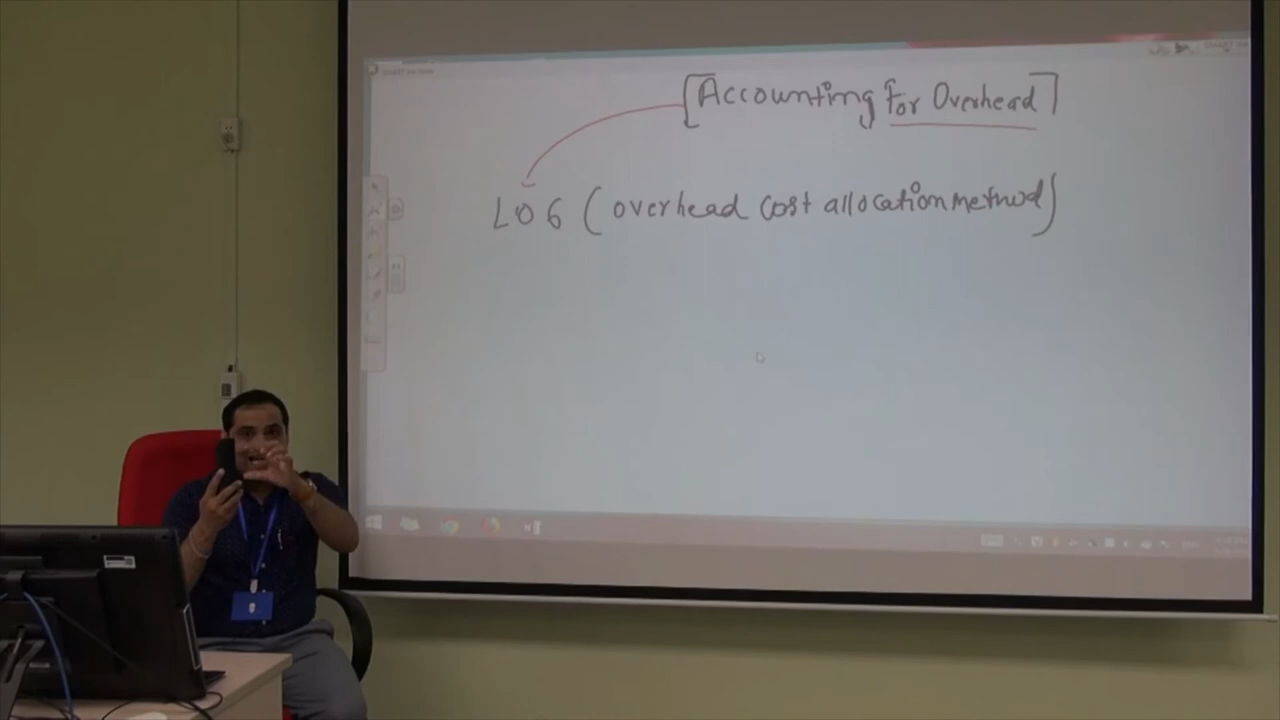 [Accounting For Overhead]
LO 6 (overhead cost allocation method)